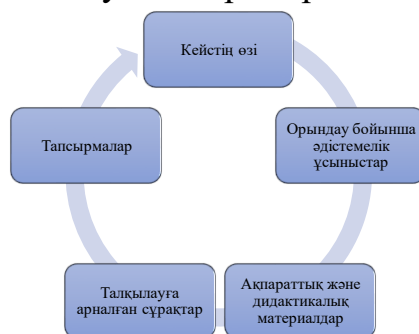 Кейстің өзі
Орындау бойынша
әдістемелік
ұсыныстар
Ақпараттық және
дидактикалық
материалдар
Талқылауға
арналған сұрақтар
Тапсырмалар